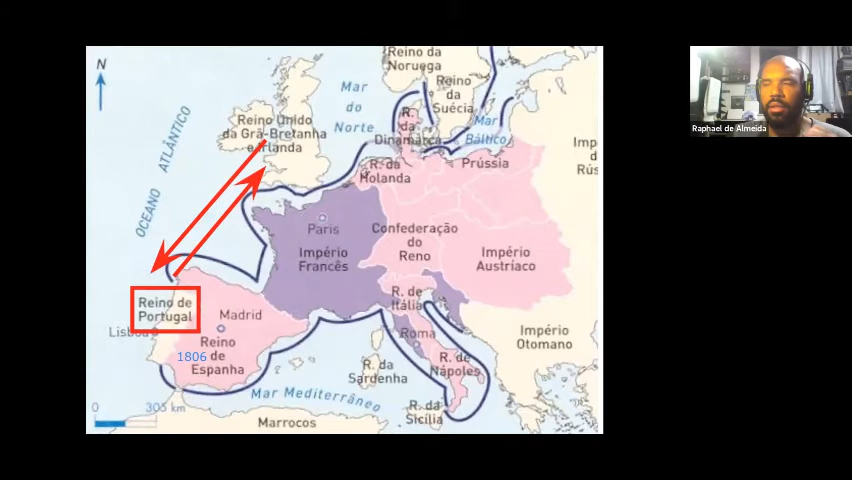 N
Reino da
Noruega
Reino
da
Suécia
Mar
do
Norte
R.
da
Dinamarca
Mar
Báltico
OCEANO ATLÂNTICO
Reino Unido
da Grã-Bretanha
e Irlanda
R. da
Holanda
Prússia
Imp
d
Rús
Paris
Império
Francês
Confederação
do
Reno
Império
Austríaco
Reino de
Portugal
Madrid
R. de
Itália
Lisboa
1806
Reino
de
Espanha
Roma
R. de
Nápoles
Império
Otomano
R. da
Sardenha
Mar Mediterrâneo
R. da
Sicília
0 305 km
Marrocos
Raphael de Almeida